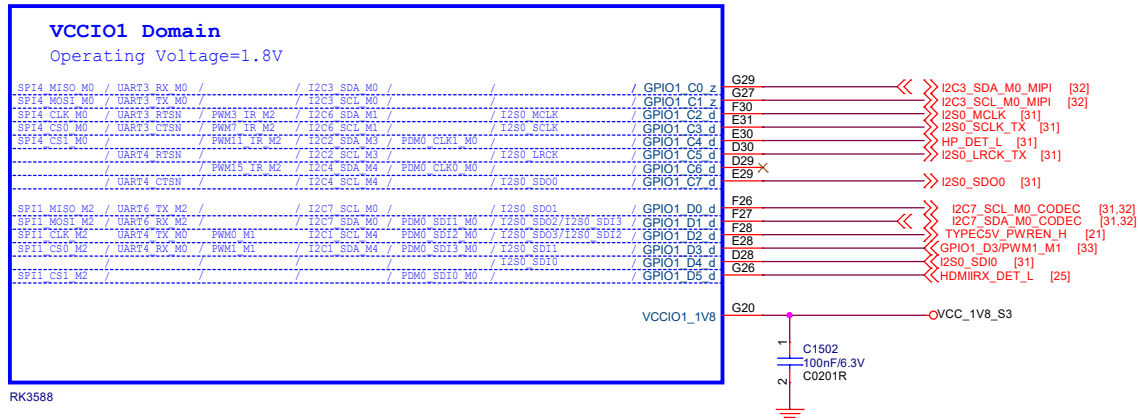 VCCIO1 Domain
Operating Voltage=1.8V
SPI4_MISO_M0 / UART3_RX_M0 / / I2C3_SDA_M0 / / / GPIO1_C0_z G29 I2C3_SDA_M0_MIPI [32]
SPI4_MOSI_M0 / UART3_TX_M0 / / I2C3_SCL_M0 / / / GPIO1_C1_z G27 I2C3_SCL_M0_MIPI [32]
SPI4_CLK_M0 / UART3_RTSN / PWM3_IR_M2 / I2C6_SDA_M1 / / I2S0_MCLK / GPIO1_C2_d F30 I2S0_MCLK [31]
SPI4_CS0_M0 / UART3_CTSN / PWM7_IR_M2 / I2C6_SCL_M1 / / I2S0_SCLK / GPIO1_C3_d E31 I2S0_SCLK_TX [31]
SPI4_CS1_M0 / / PWM11_IR_M2 / I2C2_SDA_M3 / PDM0_CLK1_M0 / / GPIO1_C4_d E30 HP_DET_L [31]
/ UART4_RTSN / / I2C2_SCL_M3 / / I2S0_LRCK / GPIO1_C5_d D30 I2S0_LRCK_TX [31]
/ / PWM15_IR_M2 / I2C4_SDA_M4 / PDM0_CLK0_M0 / / GPIO1_C6_d D29
/ UART4_CTSN / / I2C4_SCL_M4 / / I2S0_SDO0 / GPIO1_C7_d E29 I2S0_SDO0 [31]
SPI1_MISO_M2 / UART6_TX_M2 / / I2C7_SCL_M0 / / I2S0_SDO1 / GPIO1_D0_d F26 I2C7_SCL_M0_CODEC [31,32]
SPI1_MOSI_M2 / UART6_RX_M2 / / I2C7_SDA_M0 / PDM0_SDI1_M0 / I2S0_SDO2/I2S0_SDI3 / GPIO1_D1_d F27 I2C7_SDA_M0_CODEC [31,32]
SPI1_CLK_M2 / UART4_TX_M0 / PWM0_M1 / I2C1_SCL_M4 / PDM0_SDI2_M0 / I2S0_SDO3/I2S0_SDI2 / GPIO1_D2_d F28 TYPEC5V_PWREN_H [21]
SPI1_CS0_M2 / UART4_RX_M0 / PWM1_M1 / I2C1_SDA_M4 / PDM0_SDI3_M0 / I2S0_SDI1 / GPIO1_D3_d E28 GPIO1_D3/PWM1_M1 [33]
/ / / / / I2S0_SDI0 / GPIO1_D4_d D28 I2S0_SDI0 [31]
SPI1_CS1_M2 / / / / PDM0_SDI0_M0 / / GPIO1_D5_d G26 HDMIIRX_DET_L [25]
VCCIO1_1V8 G20 VCC_1V8_S3
1
C1502
100nF/6.3V
C0201R
2
RK3588